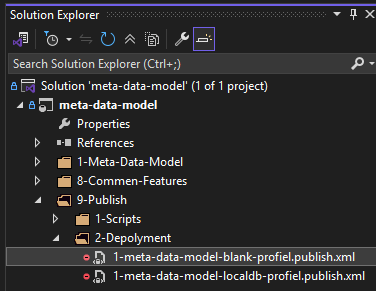 Solution Explorer
Search Solution Explorer (Ctrl+;)
Solution 'meta-data-model' (1 of 1 project)
meta-data-model
Properties
References
1-Meta-Data-Model
8-Commen-Features
9-Publish
1-Scripts
2-Depolyment
1-meta-data-model-blank-profiel.publish.xml
1-meta-data-model-localdb-profiel.publish.xml